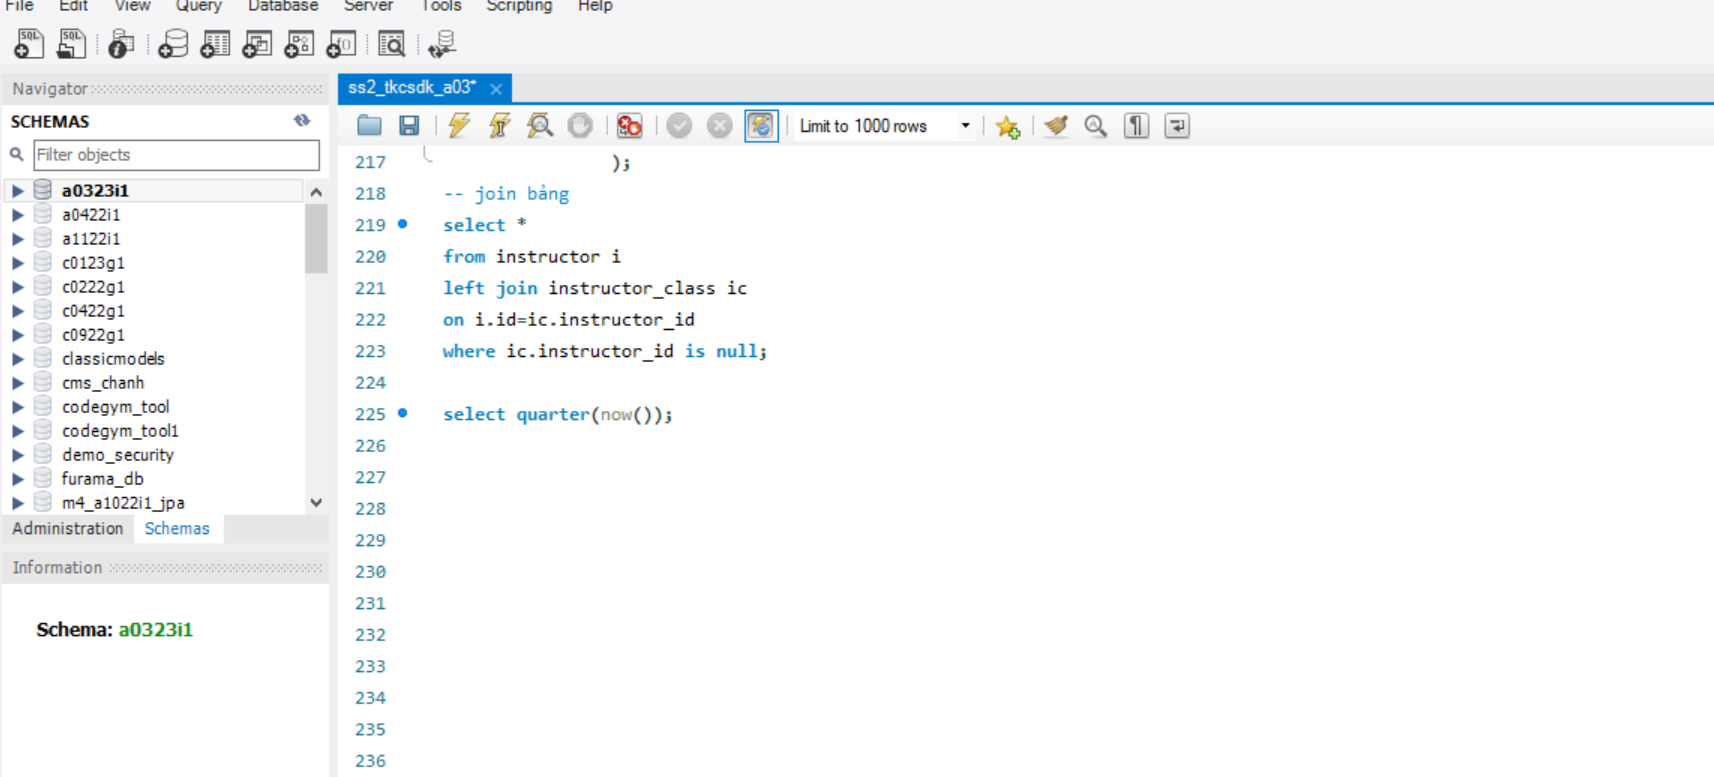 File Edit View Query Database Server Tools Scripting Help
Navigator
SCHEMAS
Filter objects
a0323i1
a0422i1
a1122i1
c0123g1
c0222g1
c0422g1
c0922g1
classicmodels
cms_chanh
codegym_tool
codegym_tool1
demo_security
furama_db
m4_a1022i1_jpa
Administration Schemas
Information
Schema: a0323i1
ss2_tkcsdk_a03*
Limit to 1000 rows
217 );
218 -- join bảng
219 select *
220 from instructor i
221 left join instructor_class ic
222 on i.id=ic.instructor_id
223 where ic.instructor_id is null;
224
225 select quarter(now());
226
227
228
229
230
231
232
233
234
235
236